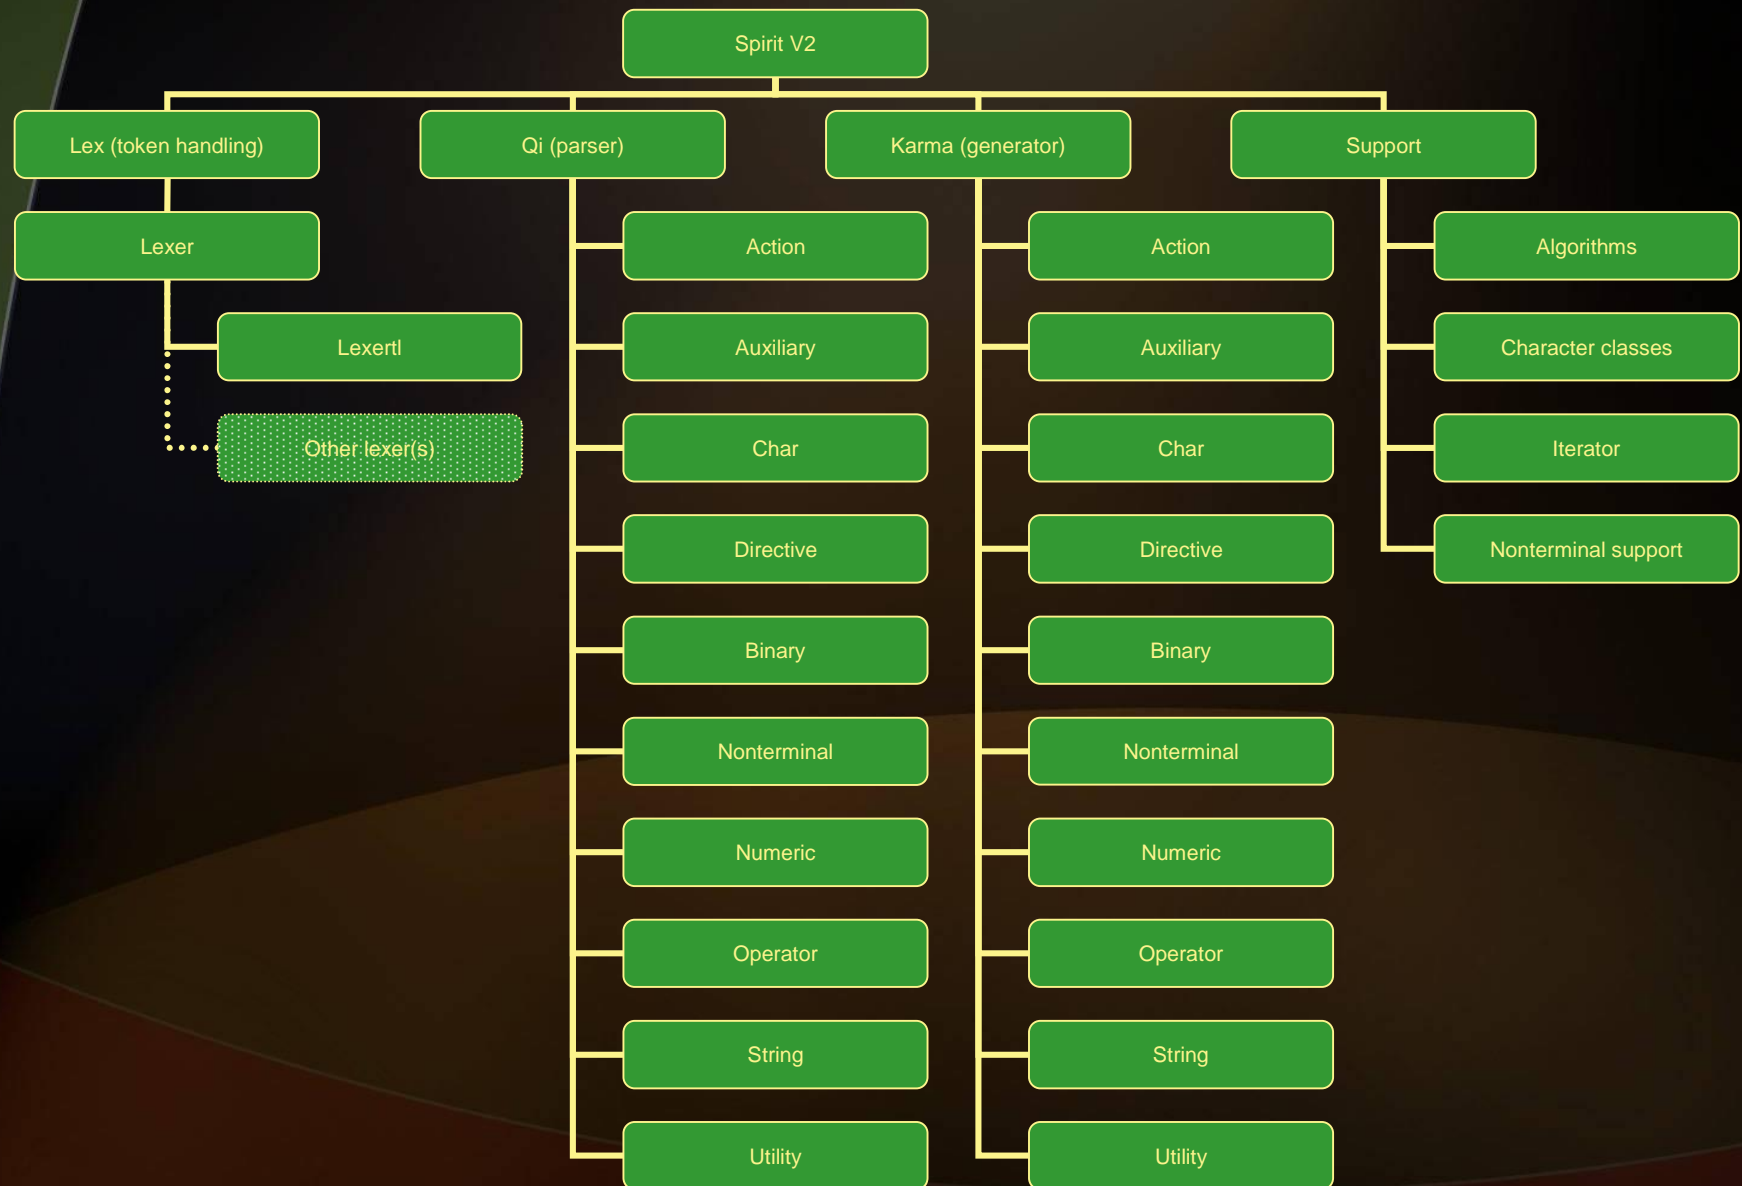 Spirit V2
Lex (token handling)
Qi (parser)
Karma (generator)
Support
Lexer
Action
Action
Algorithms
Lexertl
Auxiliary
Auxiliary
Character classes
Other lexer(s)
Char
Char
Iterator
Directive
Directive
Nonterminal support
Binary
Binary
Nonterminal
Nonterminal
Numeric
Numeric
Operator
Operator
String
String
Utility
Utility